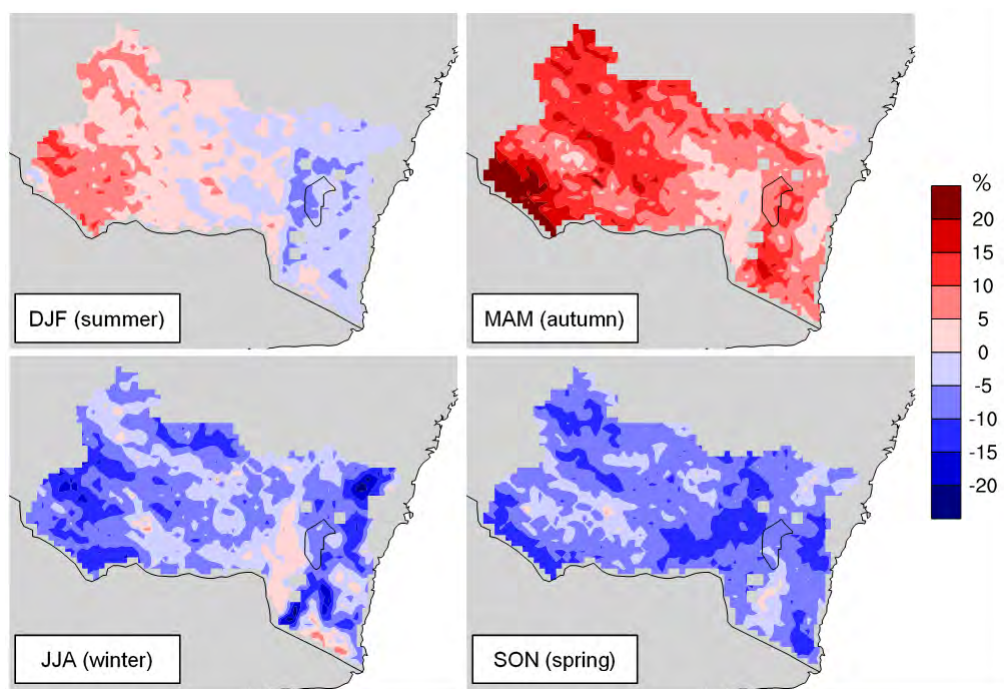 DJF (summer)
MAM (autumn)
JJA (winter)
SON (spring)
%
20
15
10
5
0
-5
-10
-15
-20